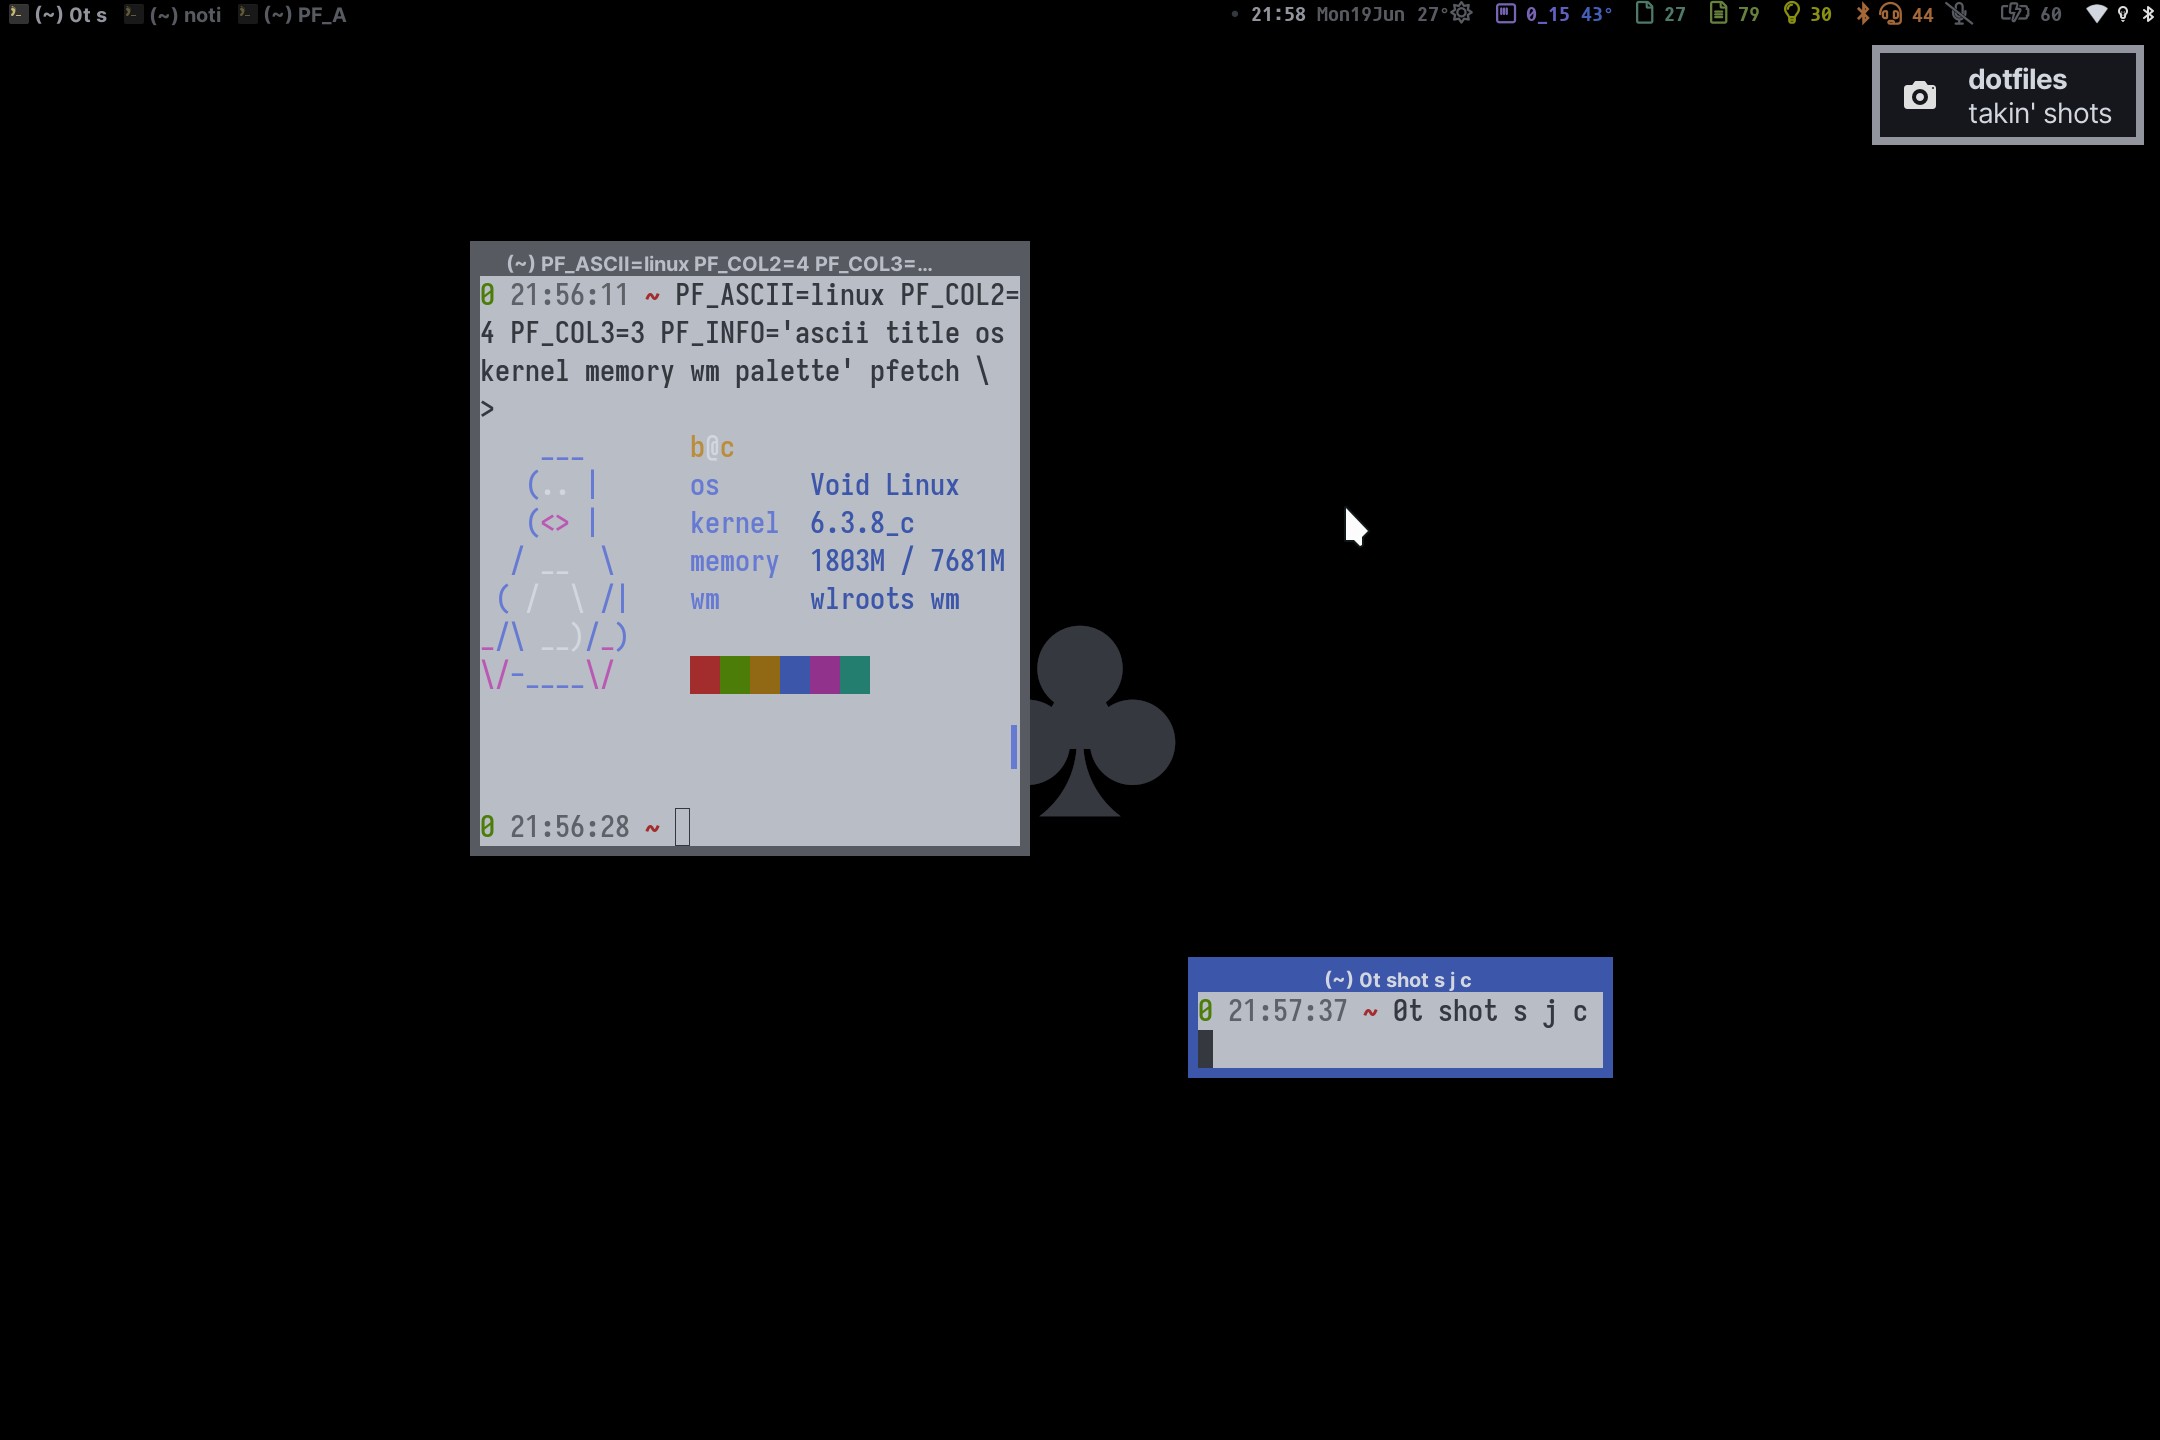 (~) 0t s (~) noti (~) PF_A
21:58 Mon19Jun 27° 0_15 43° 27 79 30 44 60
dotfiles
takin' shots
(~) PF_ASCII=linux PF_COL2=4 PF_COL3=…
0 21:56:11 ~ PF_ASCII=linux PF_COL2=
4 PF_COL3=3 PF_INFO='ascii title os
kernel memory wm palette' pfetch \
>
b@c
os Void Linux
kernel 6.3.8_c
memory 1803M / 7681M
wm wlroots wm
0 21:56:28 ~
(~) 0t shot s j c
0 21:57:37 ~ 0t shot s j c